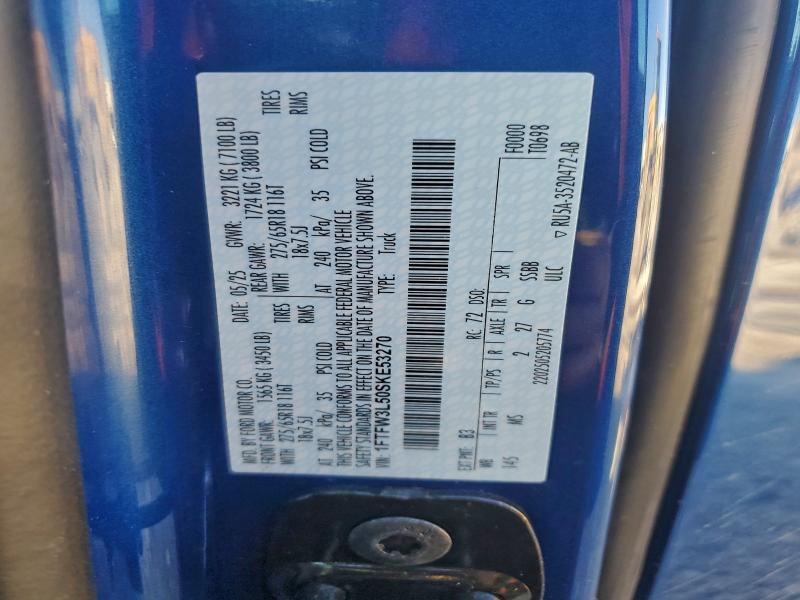 MFD. BY FORD MOTOR CO. DATE: 05/25 GVWR: 3221 KG ( 7100 LB)
FRONT GAWR: 1565 KG ( 3450 LB) REAR GAWR: 1724 KG ( 3800 LB)
WITH 275/65R18 116T TIRES WITH 275/65R18 116T TIRES
18x7.5J RIMS 18x7.5J RIMS
AT 240 kPa/ 35 PSI COLD AT 240 kPa/ 35 PSI COLD
THIS VEHICLE CONFORMS TO ALL APPLICABLE FEDERAL MOTOR VEHICLE
SAFETY STANDARDS IN EFFECT ON THE DATE OF MANUFACTURE SHOWN ABOVE.
VIN: 1FTFW3L50SKE53270 TYPE: Truck
EXT PNT: B3 RC: 72 DSO: F0000
WB INT TR TP/PS R AXLE TR SPR T0698
145 MS 2 27 G SSBB
2202505205774 ULC ▽ RU5A-3520472-AB